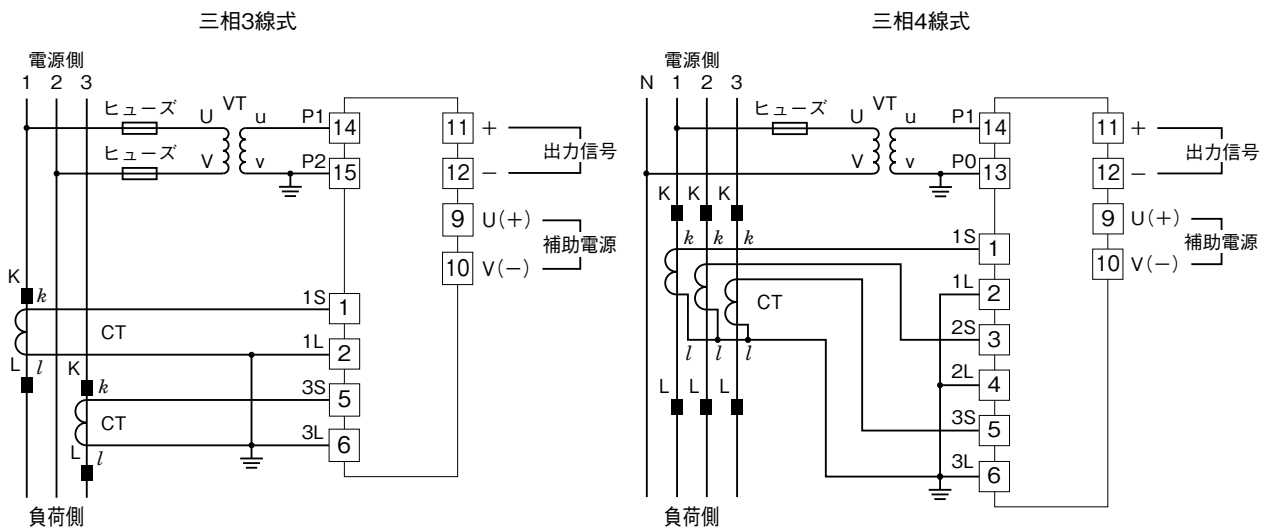 三相3線式
電源側
1 2 3
ヒューズ U VT u P1 14
ヒューズ V v P2 15
11 +
12 −
出力信号
9 U(+)
10 V(−)
補助電源
K k
1S 1
CT
1L 2
L l
K k
3S 5
CT
3L 6
L l
負荷側
三相4線式
電源側
N 1 2 3
ヒューズ U VT u P1 14
V v P0 13
11 +
12 −
出力信号
9 U(+)
10 V(−)
補助電源
K K K
k k k
1S 1
1L 2
CT
2S 3
l l l
2L 4
L L L
3S 5
3L 6
負荷側